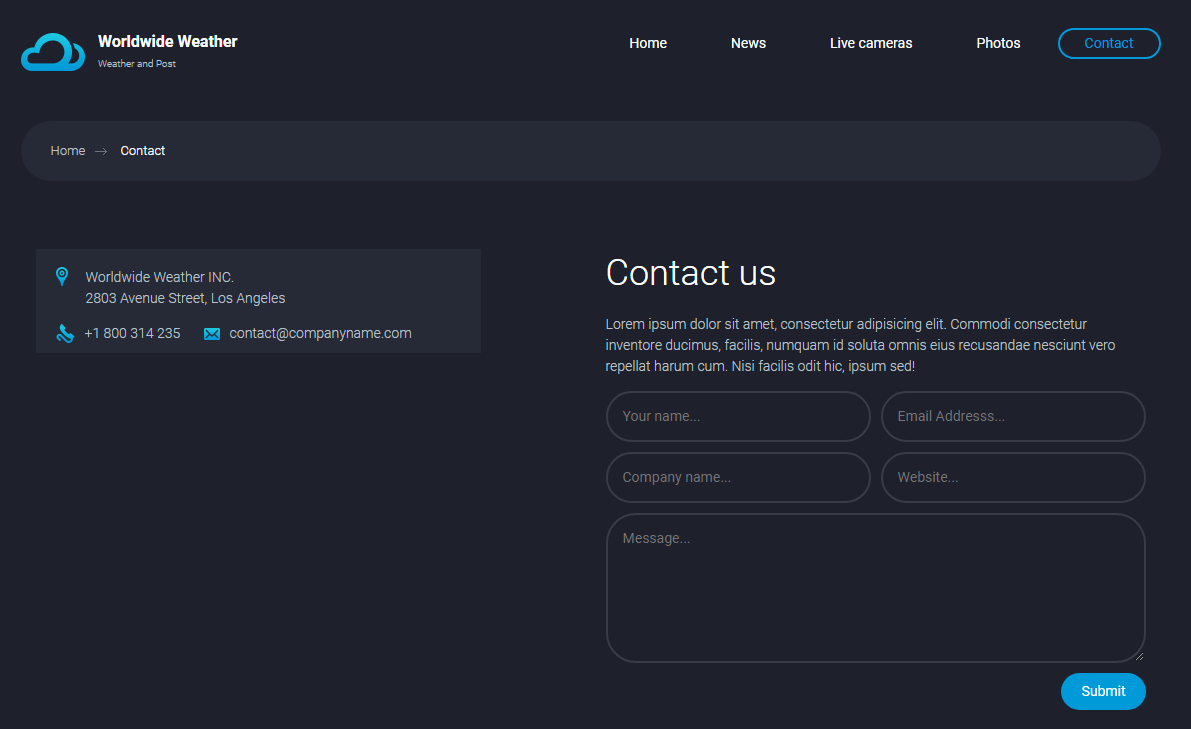 Worldwide Weather
Weather and Post
Home
News
Live cameras
Photos
Contact
Home → Contact
Worldwide Weather INC.
2803 Avenue Street, Los Angeles
+1 800 314 235
contact@companyname.com
Contact us
Lorem ipsum dolor sit amet, consectetur adipisicing elit. Commodi consectetur
inventore ducimus, facilis, numquam id soluta omnis eius recusandae nesciunt vero
repellat harum cum. Nisi facilis odit hic, ipsum sed!
Your name...
Email Addresss...
Company name...
Website...
Message...
Submit